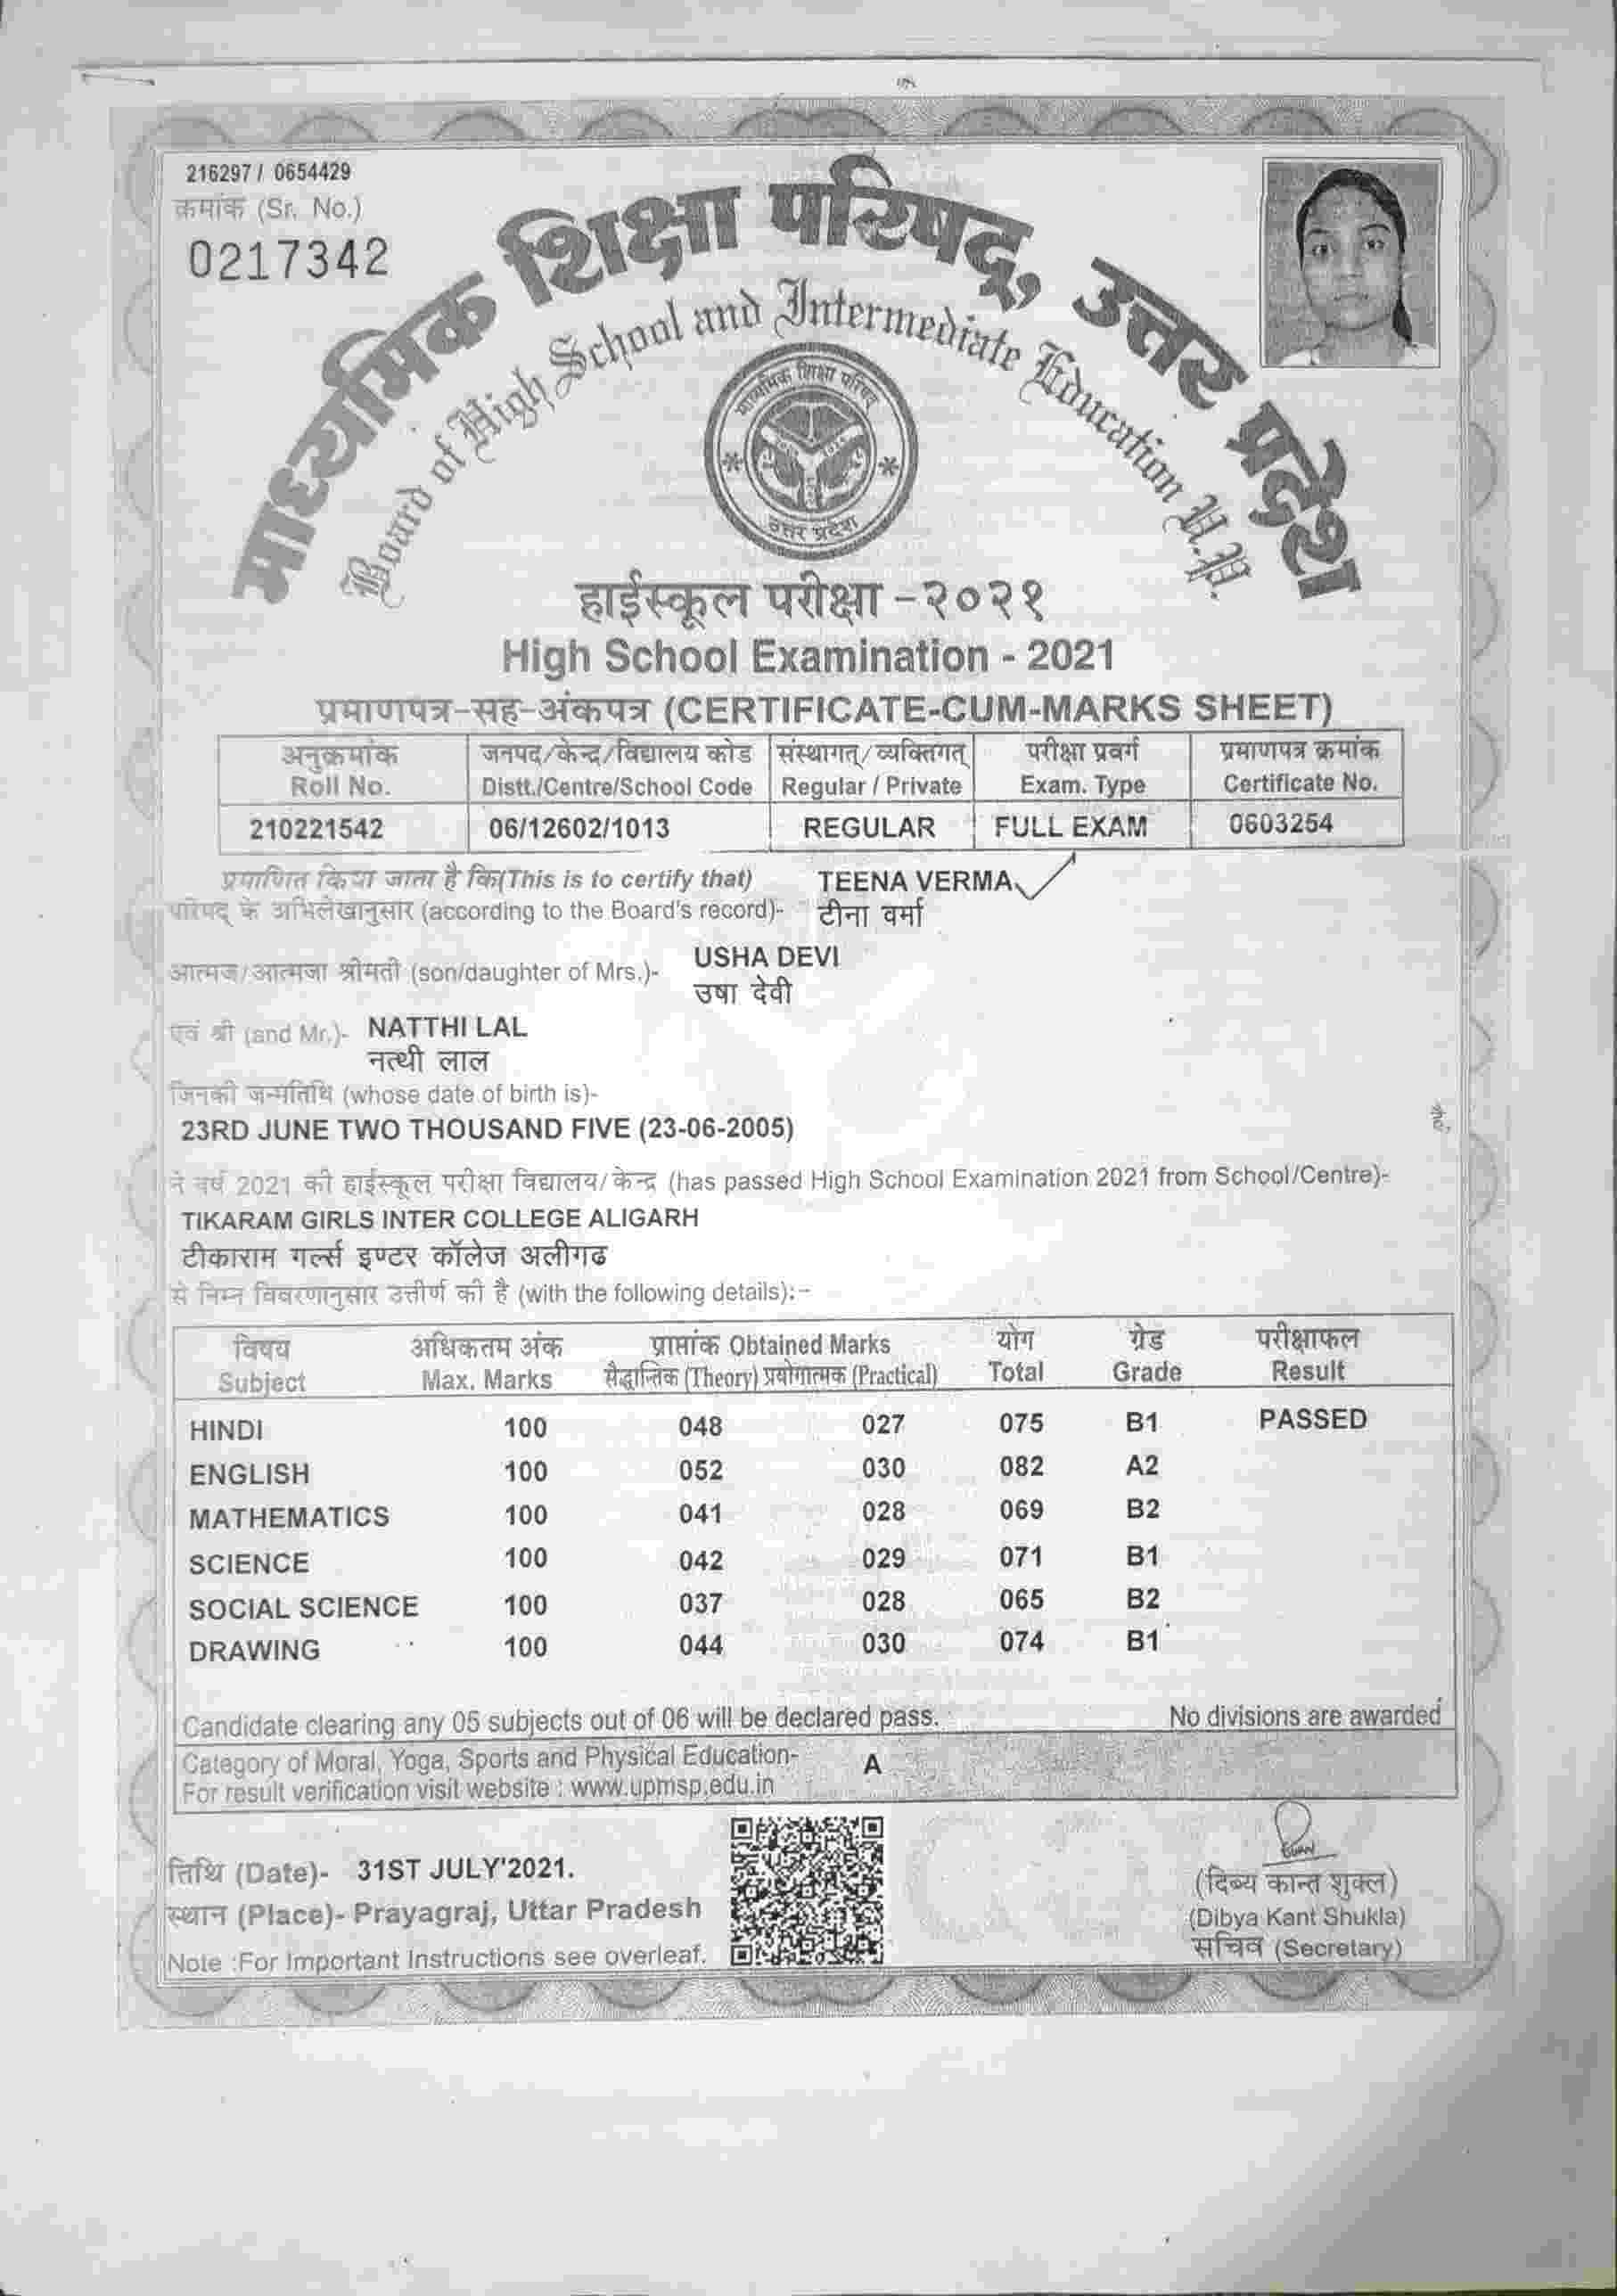 216297 / 0654429
क्रमांक (Sr. No.)
0217342
माध्यमिक शिक्षा परिषद्, उत्तर प्रदेश
Board of High School and Intermediate Education U.P.
माध्यमिक शिक्षा परिषद
उत्तर प्रदेश
हाईस्कूल परीक्षा -२०२१
High School Examination - 2021
प्रमाणपत्र-सह-अंकपत्र (CERTIFICATE-CUM-MARKS SHEET)
अनुक्रमांक जनपद/केन्द्र/विद्यालय कोड संस्थागत्/व्यक्तिगत् परीक्षा प्रवर्ग प्रमाणपत्र क्रमांक
Roll No. Distt./Centre/School Code Regular / Private Exam. Type Certificate No.
210221542 06/12602/1013 REGULAR FULL EXAM 0603254
प्रमाणित किया जाता है कि(This is to certify that) TEENA VERMA
परिषद् के अभिलेखानुसार (according to the Board's record)- टीना वर्मा
USHA DEVI
आत्मज/आत्मजा श्रीमती (son/daughter of Mrs.)-
उषा देवी
एवं श्री (and Mr.)- NATTHI LAL
नत्थी लाल
जिनकी जन्मतिथि (whose date of birth is)-
23RD JUNE TWO THOUSAND FIVE (23-06-2005) है,
ने वर्ष 2021 की हाईस्कूल परीक्षा विद्यालय/केन्द्र (has passed High School Examination 2021 from School/Centre)-
TIKARAM GIRLS INTER COLLEGE ALIGARH
टीकाराम गर्ल्स इण्टर कॉलेज अलीगढ
से निम्न विवरणानुसार उत्तीर्ण की है (with the following details):-
विषय अधिकतम अंक प्राप्तांक Obtained Marks योग ग्रेड परीक्षाफल
Subject Max. Marks सैद्धान्तिक (Theory) प्रयोगात्मक (Practical) Total Grade Result
HINDI 100 048 027 075 B1 PASSED
ENGLISH 100 052 030 082 A2
MATHEMATICS 100 041 028 069 B2
SCIENCE 100 042 029 071 B1
SOCIAL SCIENCE 100 037 028 065 B2
DRAWING 100 044 030 074 B1
Candidate clearing any 05 subjects out of 06 will be declared pass. No divisions are awarded
Category of Moral, Yoga, Sports and Physical Education- A
For result verification visit website : www.upmsp.edu.in
तिथि (Date)- 31ST JULY'2021.
स्थान (Place)- Prayagraj, Uttar Pradesh
Note :For Important Instructions see overleaf.
(दिब्य कान्त शुक्ल)
(Dibya Kant Shukla)
सचिव (Secretary)